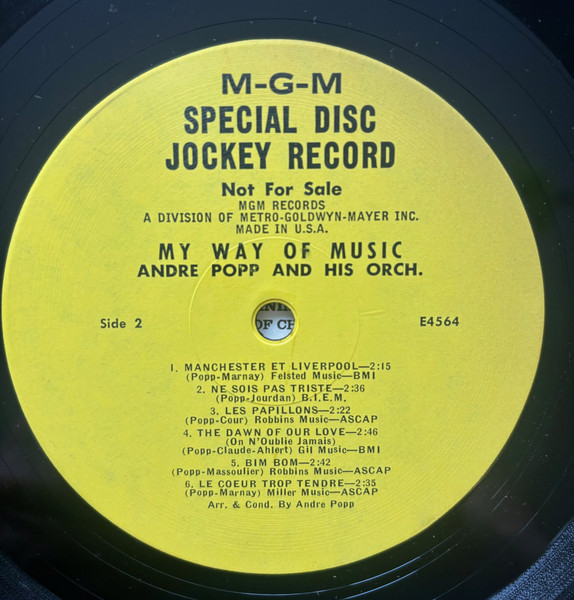 M-G-M
SPECIAL DISC
JOCKEY RECORD
Not For Sale
MGM RECORDS
A DIVISION OF METRO-GOLDWYN-MAYER INC.
MADE IN U.S.A.
MY WAY OF MUSIC
ANDRE POPP AND HIS ORCH.
Side 2
E4564
OF
1. MANCHESTER ET LIVERPOOL—2:15
(Popp-Marnay) Felsted Music—BMI
2. NE SOIS PAS TRISTE—2:36
(Popp-Jourdan) B.I.E.M.
3. LES PAPILLONS—2:22
(Popp-Cour) Robbins Music—ASCAP
4. THE DAWN OF OUR LOVE—2:46
(On N'Oublie Jamais)
(Popp-Claude-Ahlert) Gil Music—BMI
5. BIM BOM—2:42
(Popp-Massoulier) Robbins Music—ASCAP
6. LE COEUR TROP TENDRE—2:35
(Popp-Marnay) Miller Music—ASCAP
Arr. & Cond. By Andre Popp